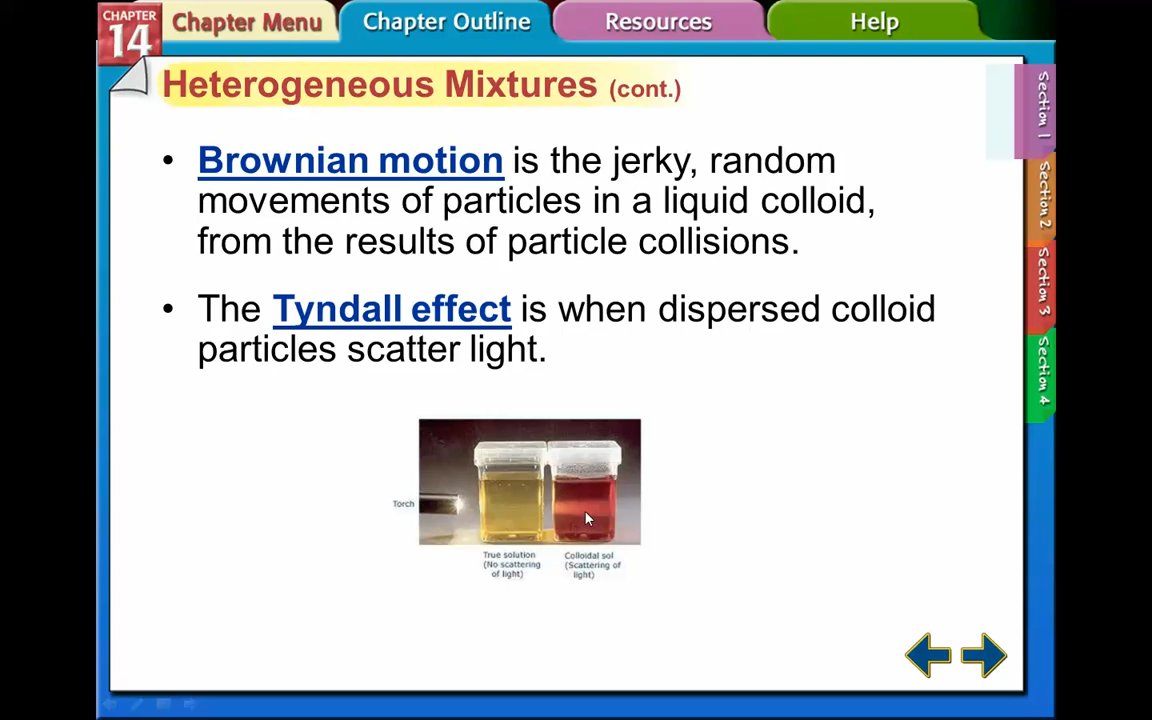 CHAPTER
14
Chapter Menu
Chapter Outline
Resources
Help
Heterogeneous Mixtures (cont.)
• Brownian motion is the jerky, random
movements of particles in a liquid colloid,
from the results of particle collisions.
• The Tyndall effect is when dispersed colloid
particles scatter light.
Torch
True solution
(No scattering
of light)
Colloidal sol
(Scattering of
light)
Section 1
Section 2
Section 3
Section 4